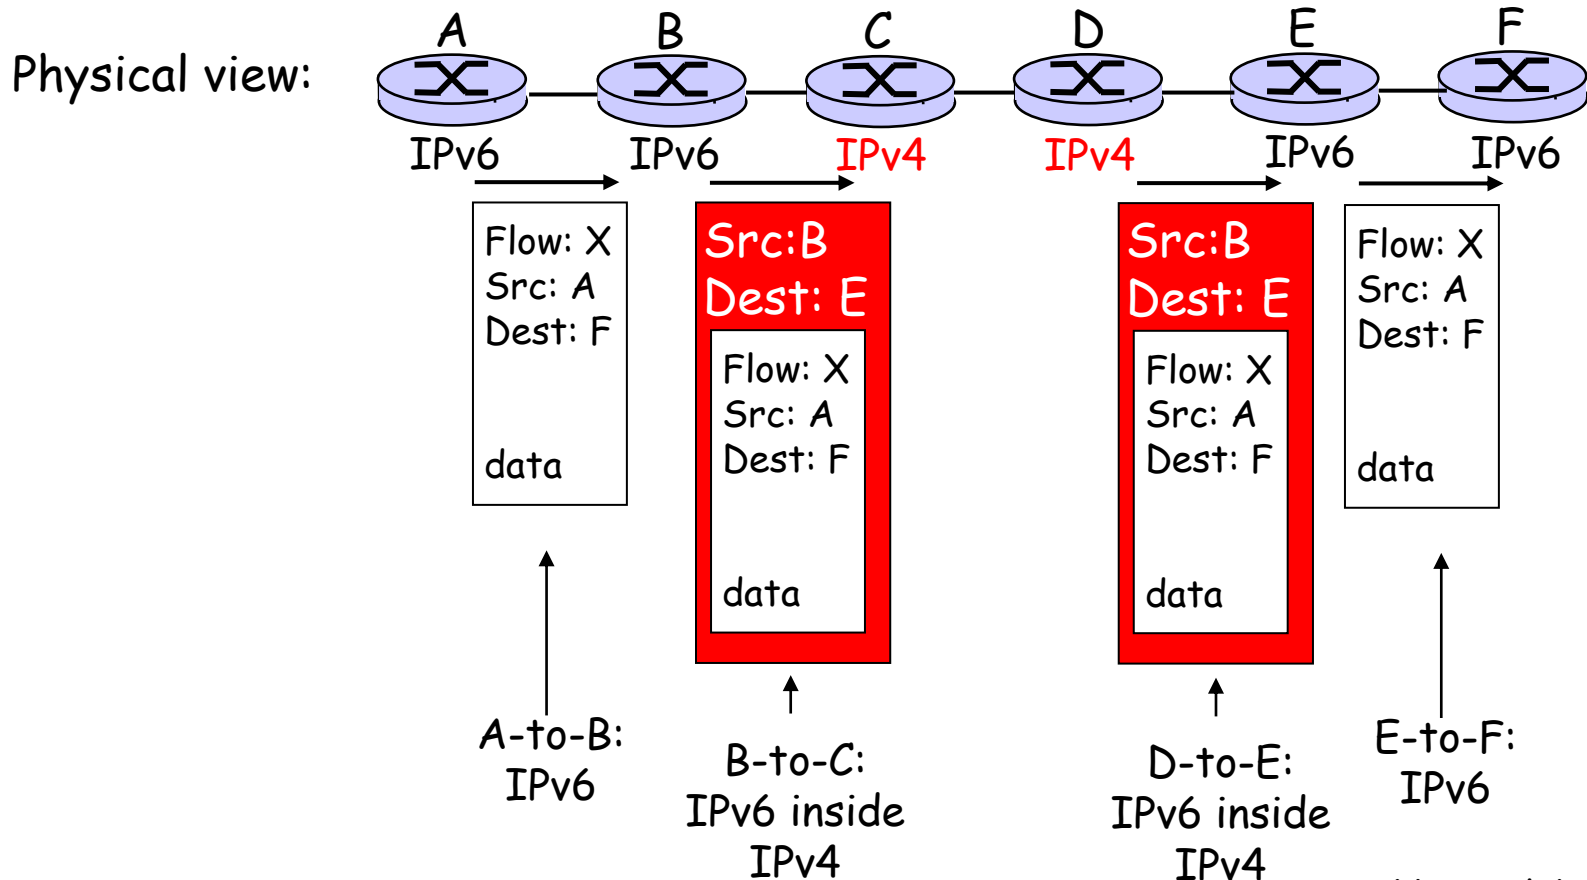 A B C D E F
Physical view:
IPv6 IPv6 IPv4 IPv4 IPv6 IPv6
Flow: X
Src: A
Dest: F
data
Src:B
Dest: E
Flow: X
Src: A
Dest: F
data
Src:B
Dest: E
Flow: X
Src: A
Dest: F
data
Flow: X
Src: A
Dest: F
data
A-to-B:
IPv6
B-to-C:
IPv6 inside
IPv4
D-to-E:
IPv6 inside
IPv4
E-to-F:
IPv6